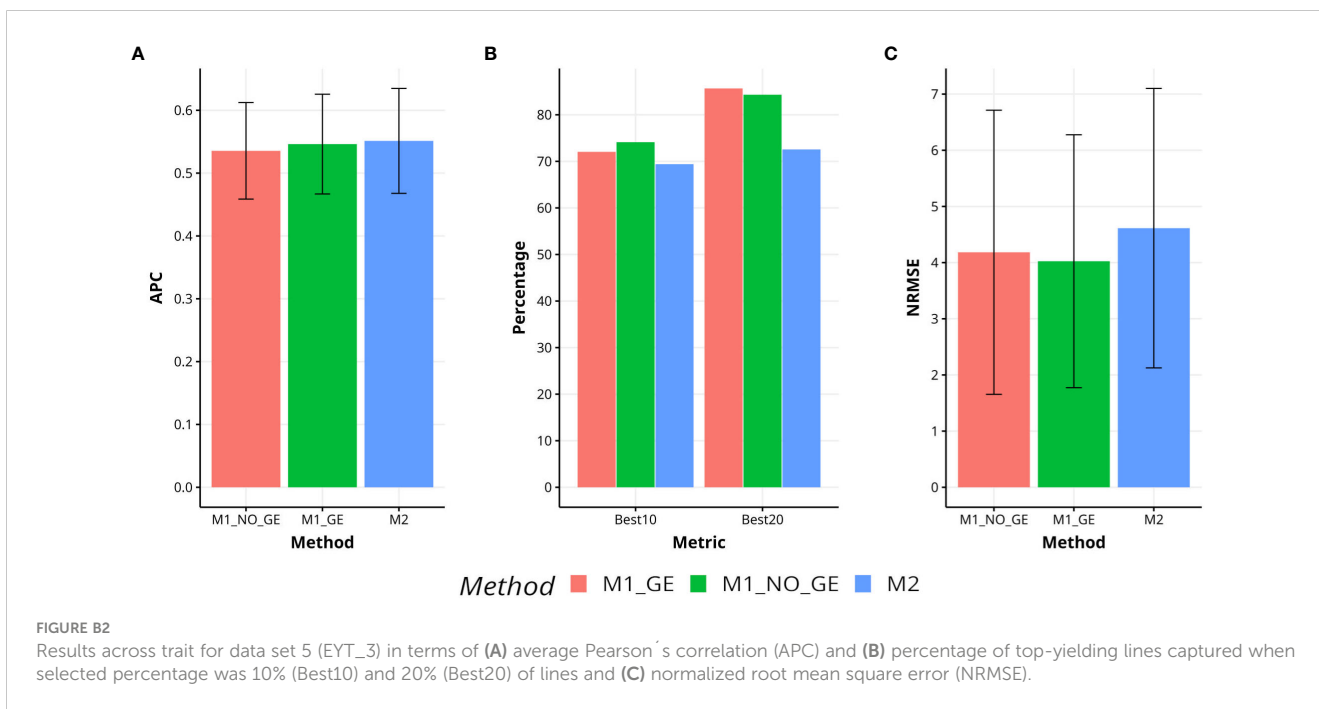 A
B
C
APC
0.6
0.5
0.4
0.3
0.2
0.1
0.0
M1_NO_GE M1_GE M2
Method
Percentage
80
70
60
50
40
30
20
10
0
Best10 Best20
Metric
NRMSE
7
6
5
4
3
2
1
0
M1_NO_GE M1_GE M2
Method
Method M1_GE M1_NO_GE M2
FIGURE B2
Results across trait for data set 5 (EYT_3) in terms of (A) average Pearson´s correlation (APC) and (B) percentage of top-yielding lines captured when
selected percentage was 10% (Best10) and 20% (Best20) of lines and (C) normalized root mean square error (NRMSE).